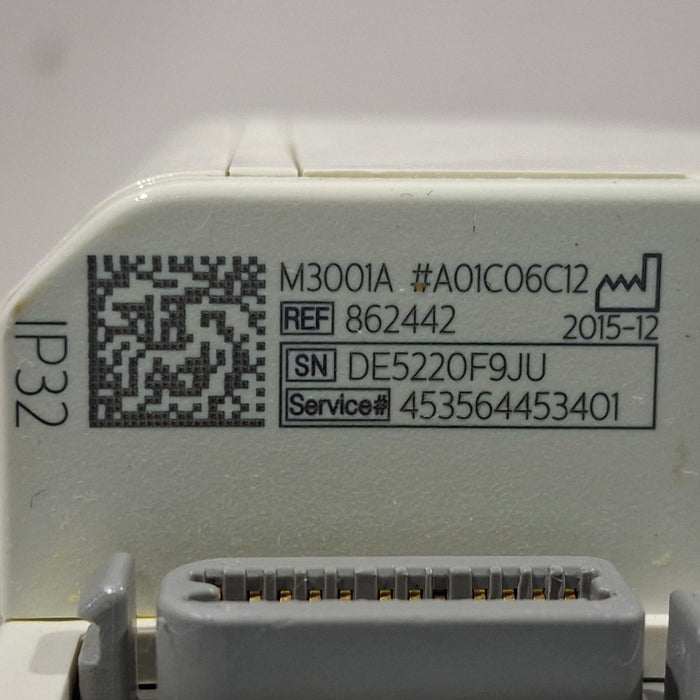 M3001A #A01C06C12
REF 862442
2015-12
SN DE5220F9JU
Service# 453564453401
IP32